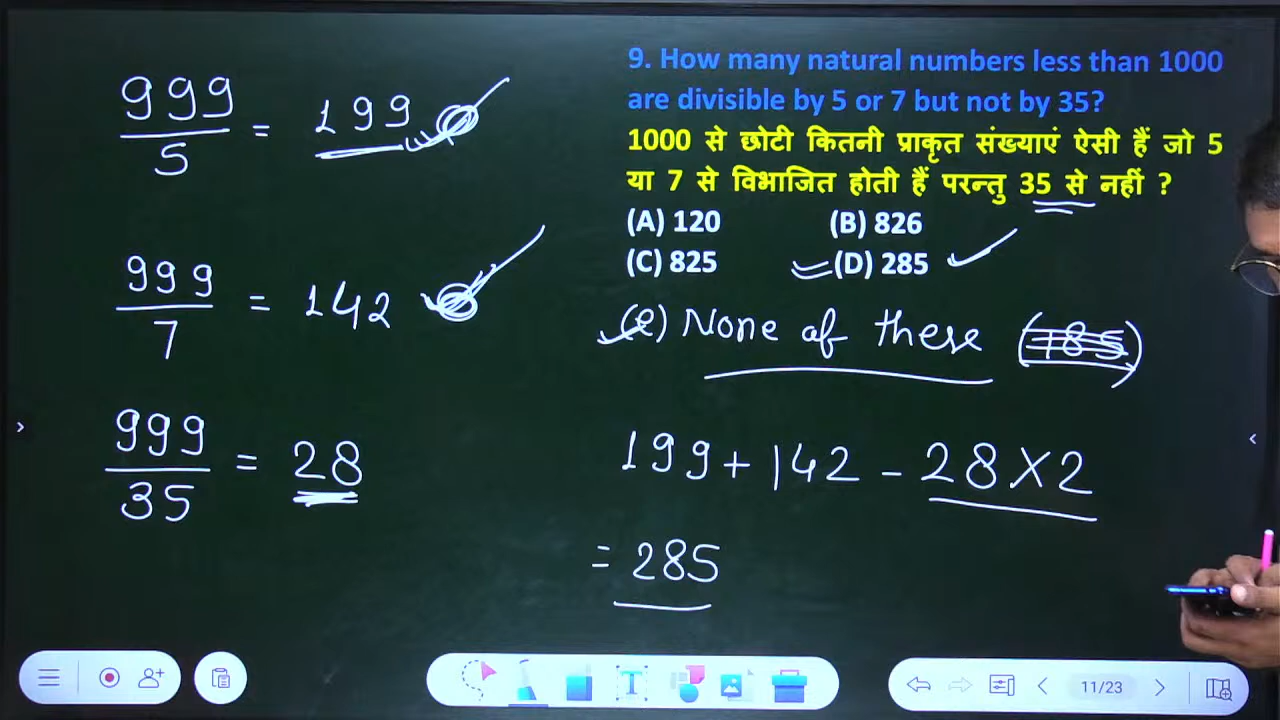 999
5
=
199
999
7
=
142
999
35
=
28
9. How many natural numbers less than 1000
are divisible by 5 or 7 but not by 35?
1000 से छोटी कितनी प्राकृत संख्याएं ऐसी हैं जो 5
या 7 से विभाजित होती हैं परन्तु 35 से नहीं ?
(A) 120 (B) 826
(C) 825 (D) 285
(e) None of these (185)
199 + 142 - 28 X 2
= 285
T
11/23